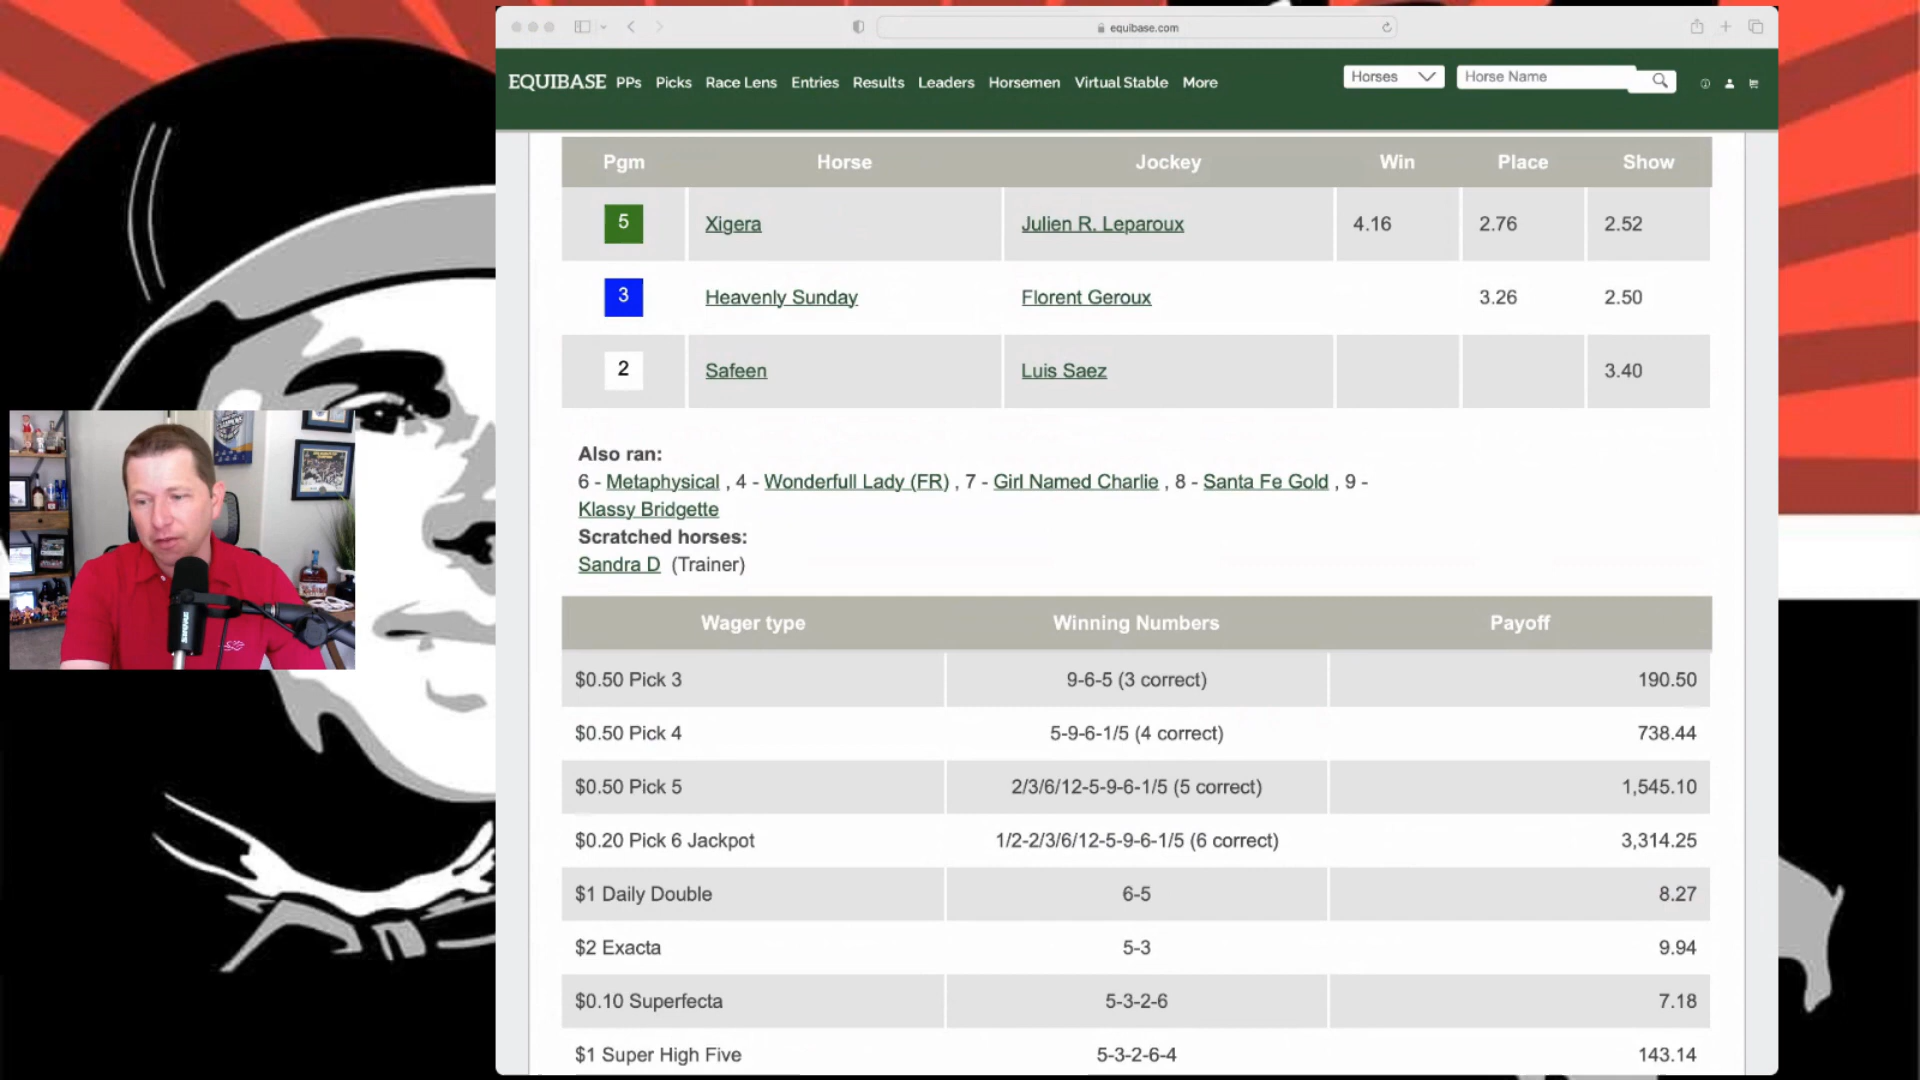 equibase.com
EQUIBASE PPs Picks Race Lens Entries Results Leaders Horsemen Virtual Stable More Horses Horse Name
Pgm Horse Jockey Win Place Show
5 Xigera Julien R. Leparoux 4.16 2.76 2.52
3 Heavenly Sunday Florent Geroux 3.26 2.50
2 Safeen Luis Saez 3.40
Also ran:
6 - Metaphysical , 4 - Wonderfull Lady (FR) , 7 - Girl Named Charlie , 8 - Santa Fe Gold , 9 -
Klassy Bridgette
Scratched horses:
Sandra D (Trainer)
Wager type Winning Numbers Payoff
$0.50 Pick 3 9-6-5 (3 correct) 190.50
$0.50 Pick 4 5-9-6-1/5 (4 correct) 738.44
$0.50 Pick 5 2/3/6/12-5-9-6-1/5 (5 correct) 1,545.10
$0.20 Pick 6 Jackpot 1/2-2/3/6/12-5-9-6-1/5 (6 correct) 3,314.25
$1 Daily Double 6-5 8.27
$2 Exacta 5-3 9.94
$0.10 Superfecta 5-3-2-6 7.18
$1 Super High Five 5-3-2-6-4 143.14
SHURE